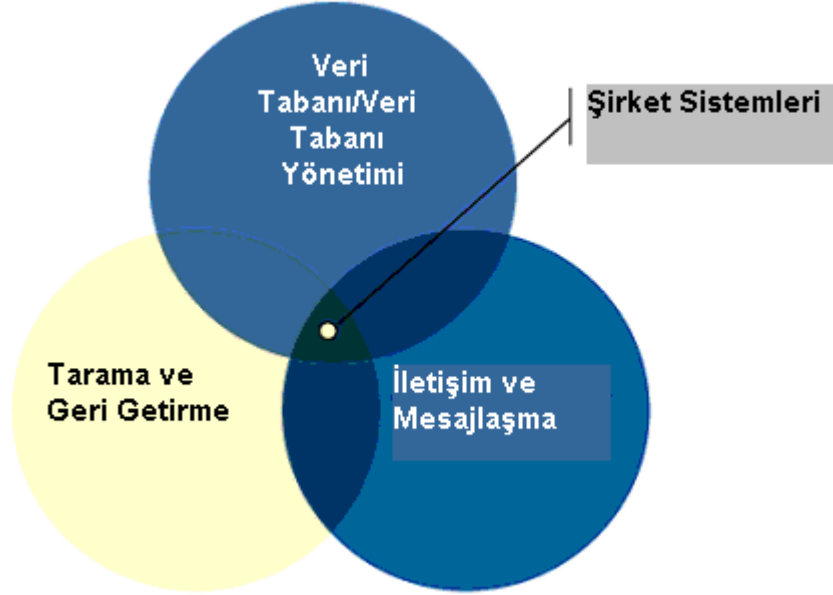 Veri
Tabanı/Veri
Tabanı
Yönetimi
Şirket Sistemleri
Tarama ve
Geri Getirme
İletişim ve
Mesajlaşma